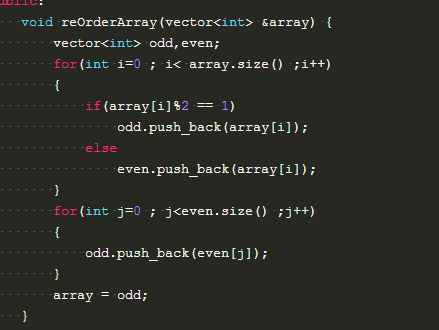 public:
void reOrderArray(vector<int> &array) {
vector<int> odd,even;
for(int i=0 ; i< array.size() ;i++)
{
if(array[i]%2 == 1)
odd.push_back(array[i]);
else
even.push_back(array[i]);
}
for(int j=0 ; j<even.size() ;j++)
{
odd.push_back(even[j]);
}
array = odd;
}